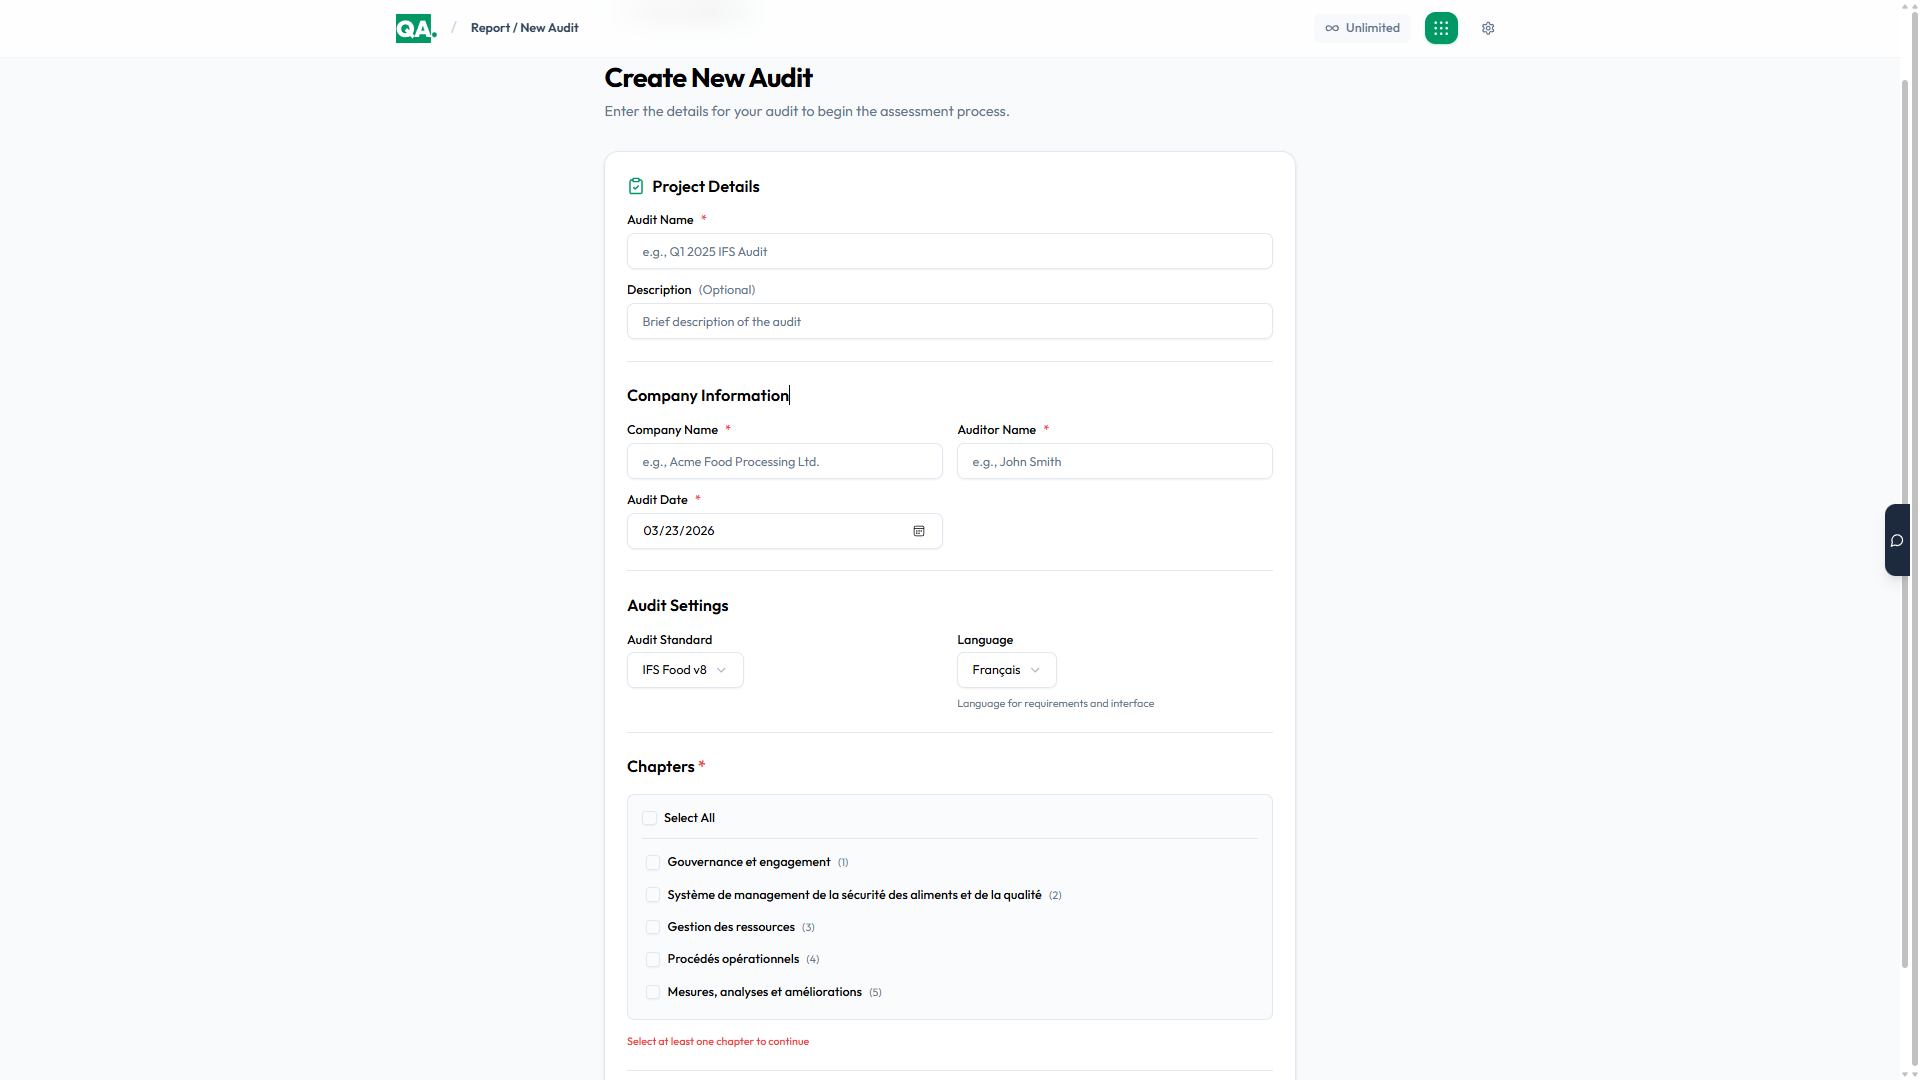 QA.
/
Report / New Audit
Unlimited
Create New Audit
Enter the details for your audit to begin the assessment process.
Project Details
Audit Name *
e.g., Q1 2025 IFS Audit
Description (Optional)
Brief description of the audit
Company Information
Company Name *
Auditor Name *
e.g., Acme Food Processing Ltd.
e.g., John Smith
Audit Date *
03/23/2026
Audit Settings
Audit Standard
Language
IFS Food v8
Français
Language for requirements and interface
Chapters *
Select All
Gouvernance et engagement (1)
Système de management de la sécurité des aliments et de la qualité (2)
Gestion des ressources (3)
Procédés opérationnels (4)
Mesures, analyses et améliorations (5)
Select at least one chapter to continue